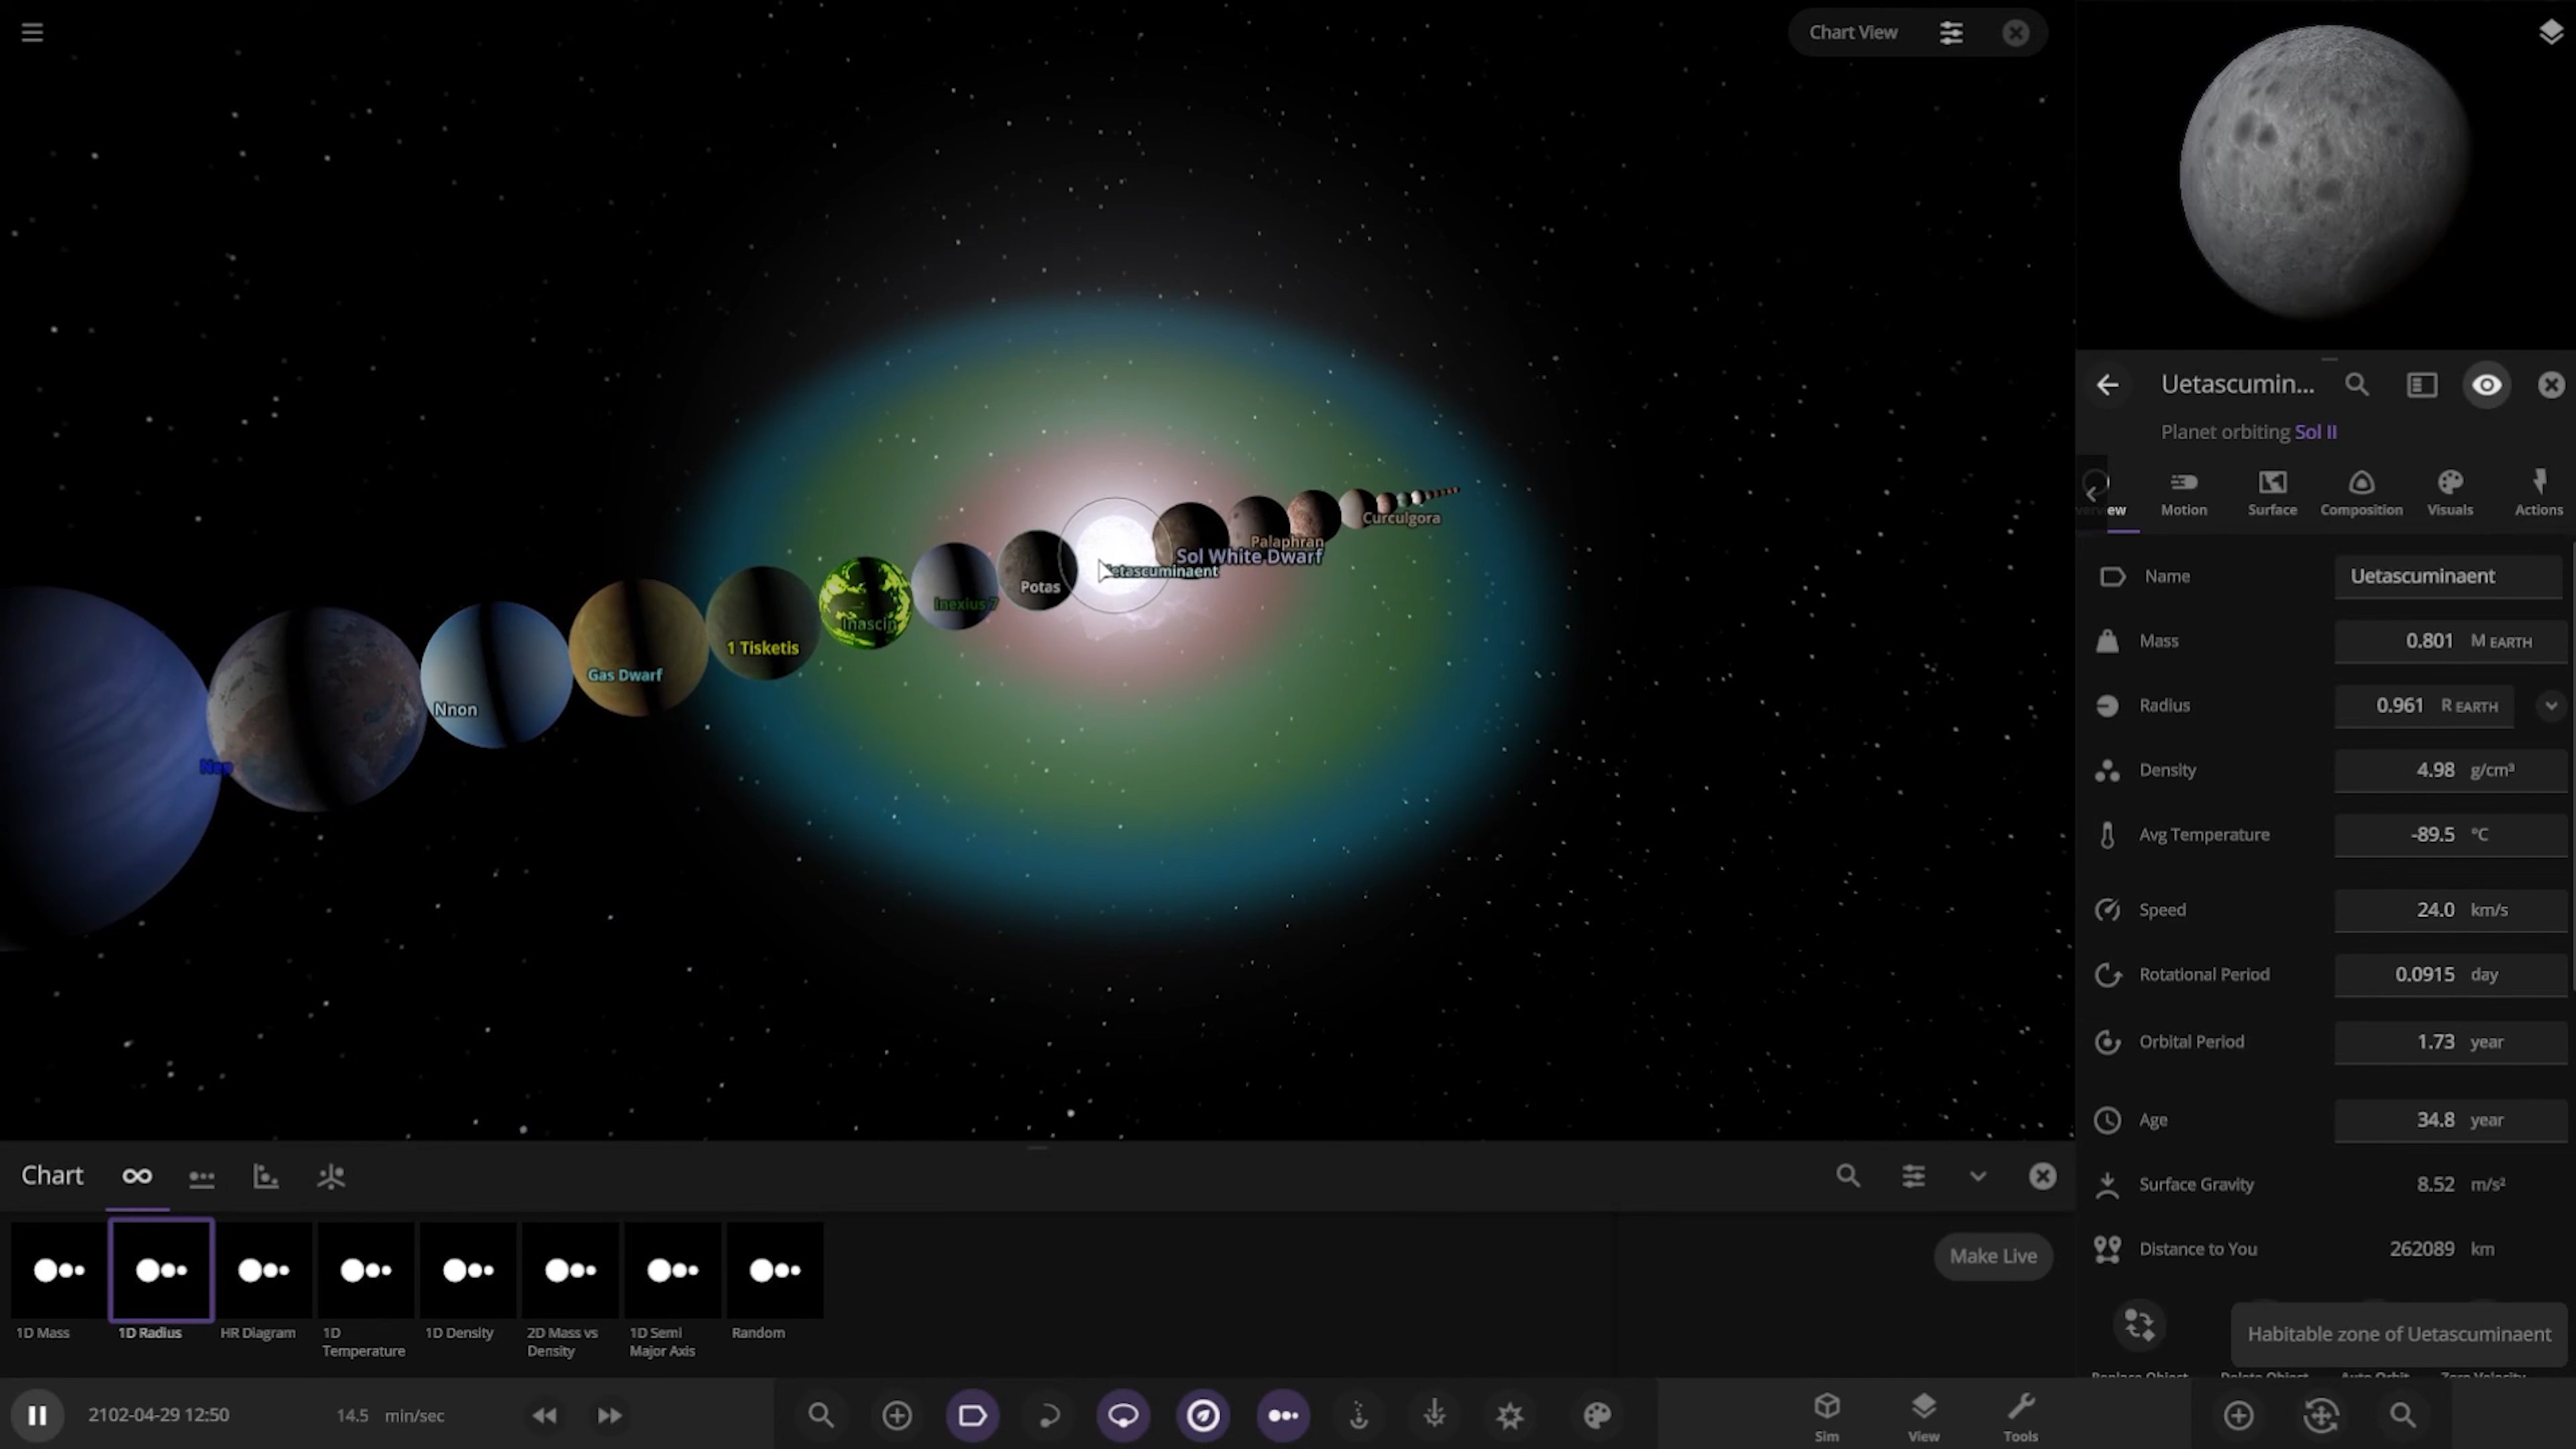 Chart View
Nep
Nnon
Gas Dwarf
1 Tisketis
Inascin
Inexius 7
Potas
Sol White Dwarf
Palaphran
Curculgora
Uetascumin...
Planet orbiting Sol II
Motion
Surface
Composition
Visuals
Actions
Name Uetascuminaent
Mass 0.801 M EARTH
Radius 0.961 R EARTH
Density 4.98 g/cm³
Avg Temperature -89.5 °C
Speed 24.0 km/s
Rotational Period 0.0915 day
Orbital Period 1.73 year
Age 34.8 year
Surface Gravity 8.52 m/s²
Distance to You 262089 km
Habitable zone of Uetascuminaent
Chart
Make Live
1D Mass
1D Radius
HR Diagram
1D Temperature
1D Density
2D Mass vs Density
1D Semi Major Axis
Random
2102-04-29 12:50
14.5 min/sec
Sim
View
Tools